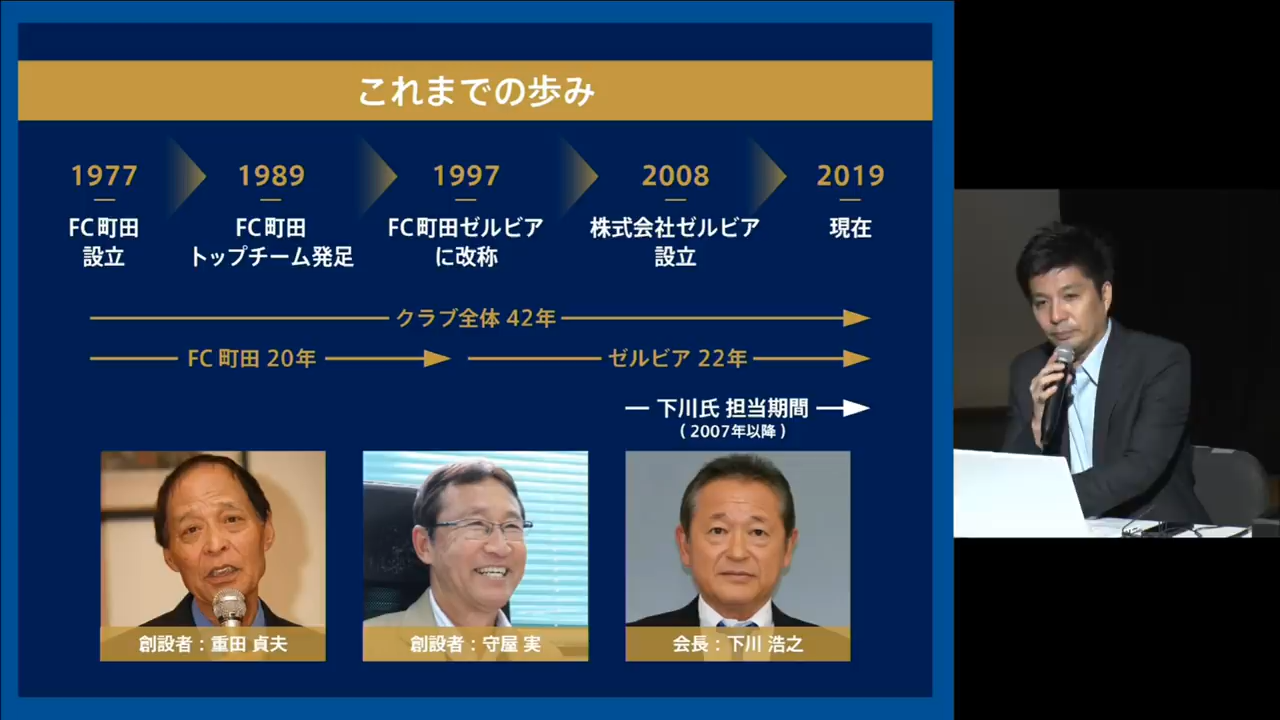 これまでの歩み
1977
FC町田
設立
1989
FC町田
トップチーム発足
1997
FC町田ゼルビア
に改称
2008
株式会社ゼルビア
設立
2019
現在
クラブ全体 42年
FC 町田 20年
ゼルビア 22年
下川氏 担当期間
(2007年以降)
創設者:重田 貞夫
創設者:守屋 実
会長:下川 浩之